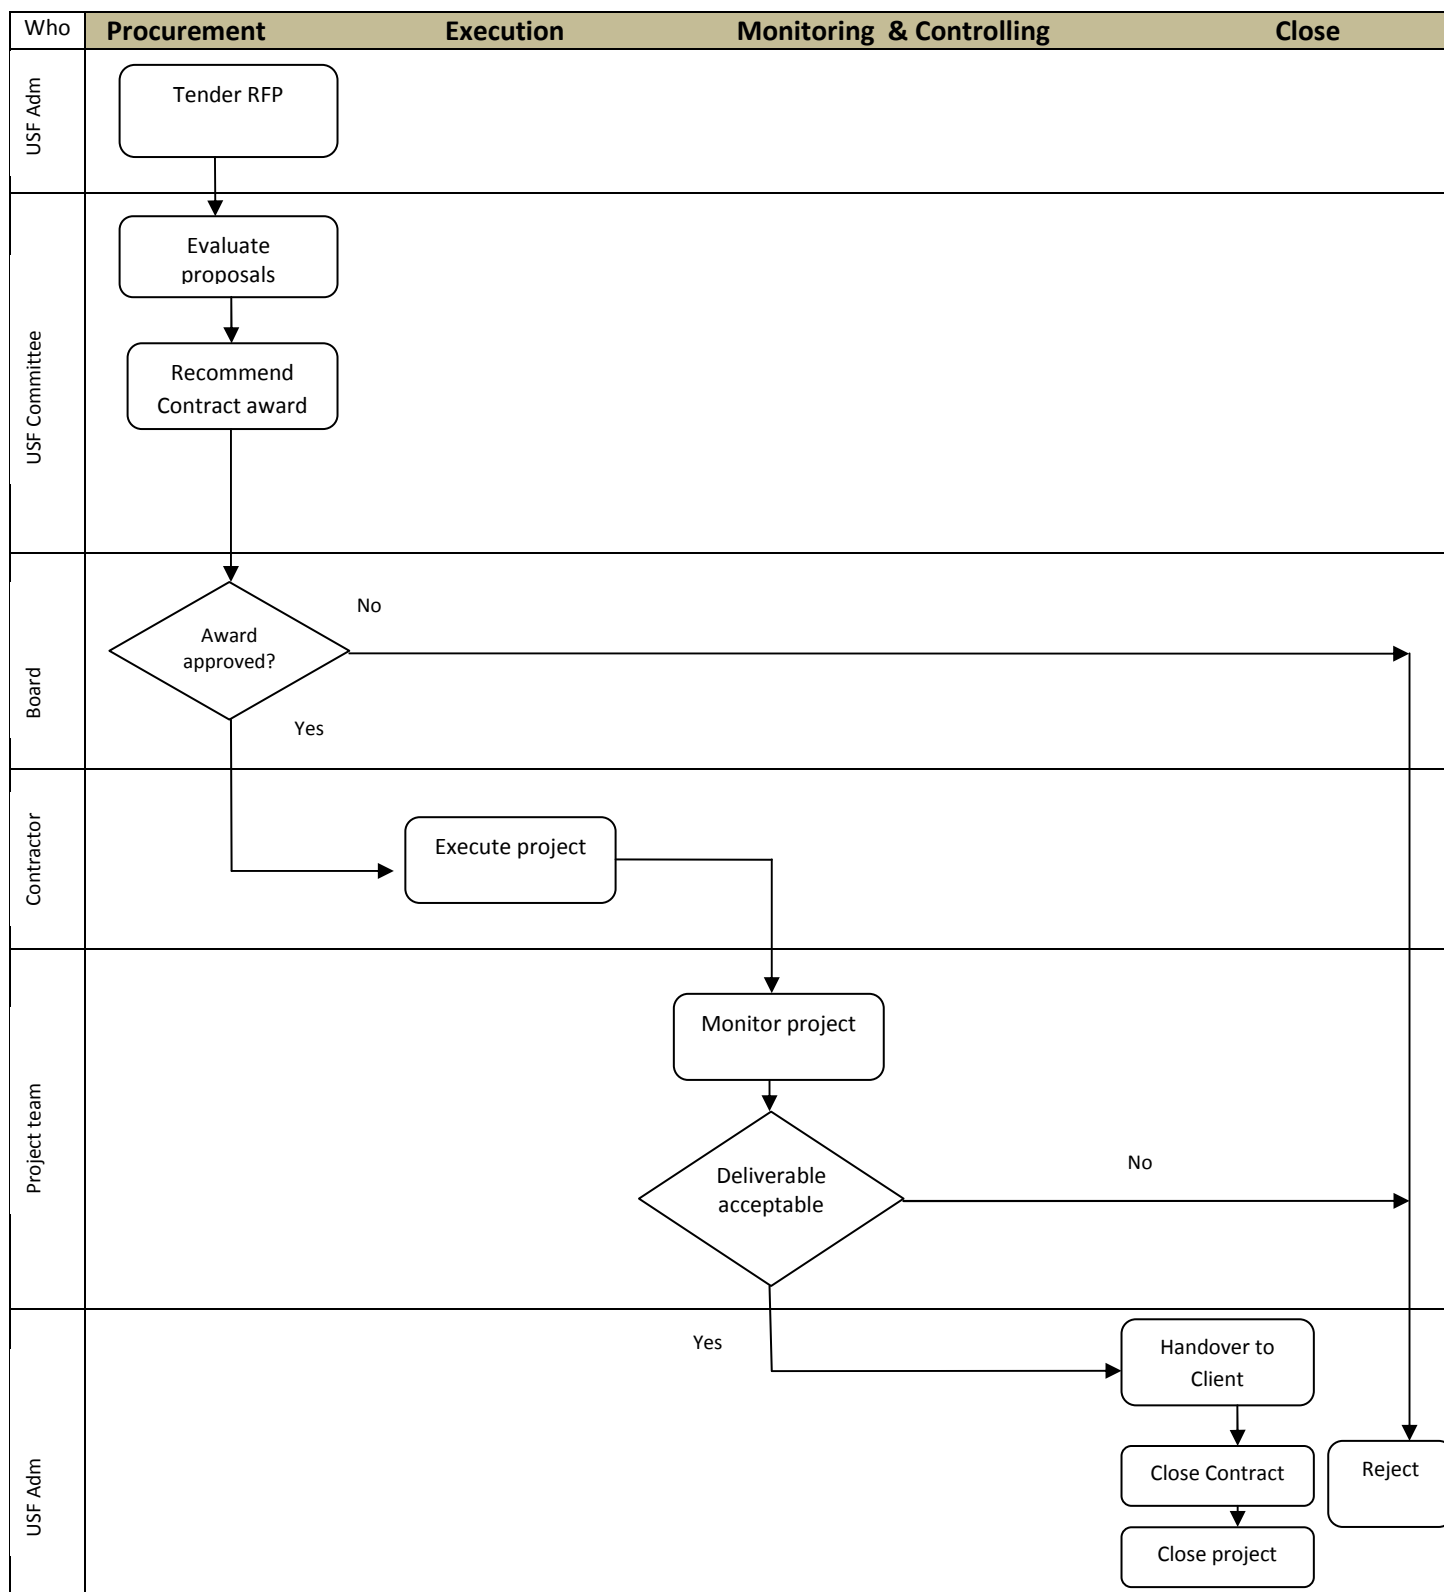 Who Procurement Execution Monitoring & Controlling Close
USF Adm
Tender RFP
USF Committee
Evaluate
proposals
Recommend
Contract award
Board
Award
approved?
No
Yes
Contractor
Execute project
Project team
Monitor project
Deliverable
acceptable
No
Yes
USF Adm
Handover to
Client
Close Contract
Reject
Close project